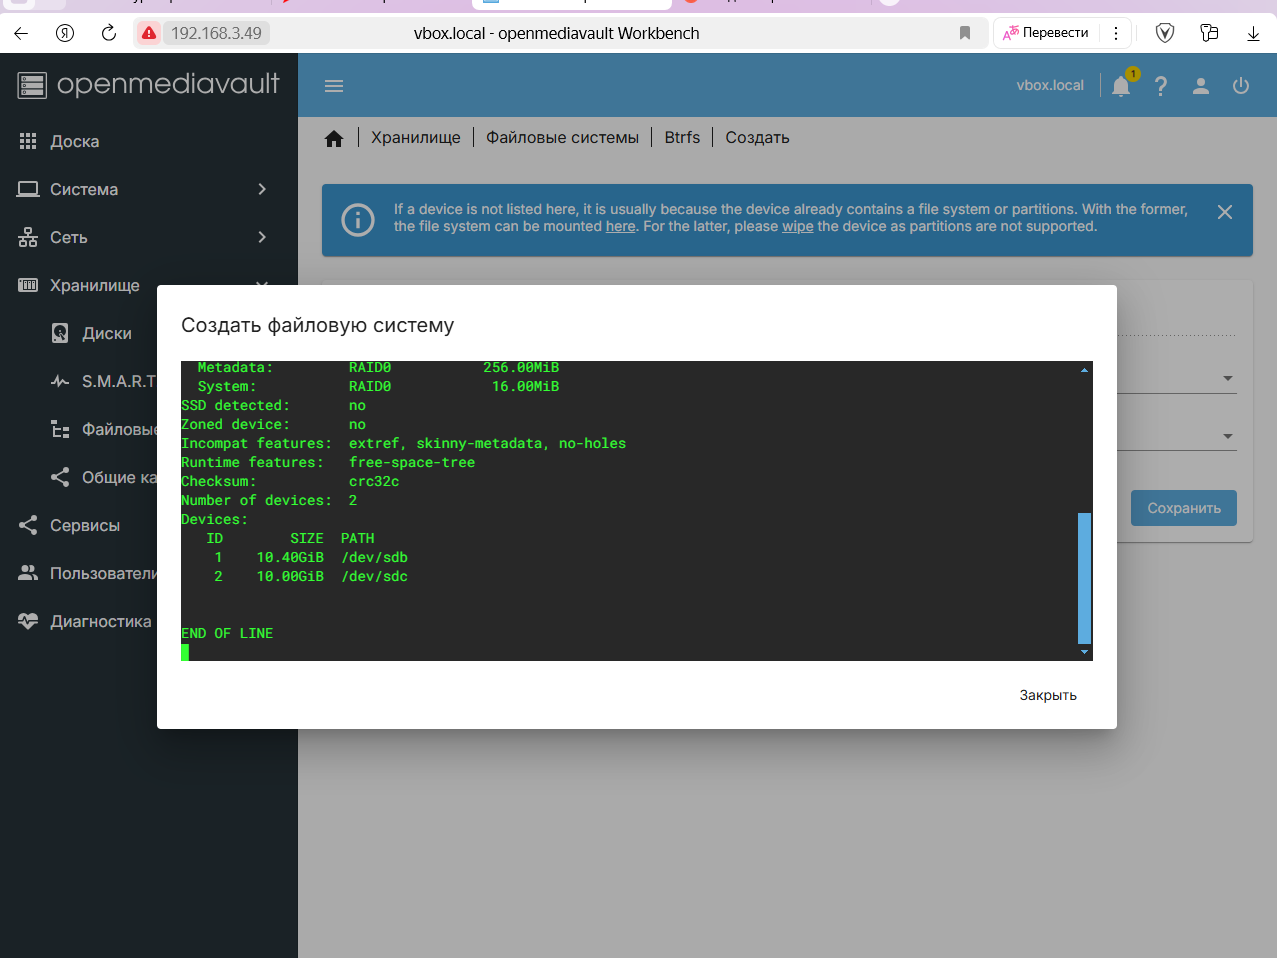 192.168.3.49
vbox.local - openmediavault Workbench
Перевести
openmediavault
vbox.local
1
Доска
Система
Сеть
Хранилище
Диски
S.M.A.R.T
Файловые
Общие ка
Сервисы
Пользователи
Диагностика
Хранилище | Файловые системы | Btrfs | Создать
If a device is not listed here, it is usually because the device already contains a file system or partitions. With the former,
the file system can be mounted here. For the latter, please wipe the device as partitions are not supported.
Создать файловую систему
Metadata: RAID0 256.00MiB
System: RAID0 16.00MiB
SSD detected: no
Zoned device: no
Incompat features: extref, skinny-metadata, no-holes
Runtime features: free-space-tree
Checksum: crc32c
Number of devices: 2
Devices:
ID SIZE PATH
1 10.40GiB /dev/sdb
2 10.00GiB /dev/sdc
END OF LINE
Закрыть
Сохранить